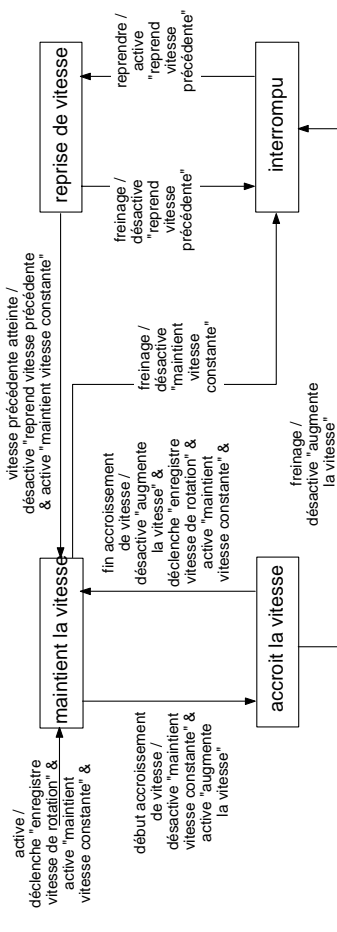 active /
déclenche "enregistre
vitesse de rotation" &
active "maintient
vitesse constante" &
maintient la vitesse
vitesse précédente atteinte /
désactive "reprend vitesse précédente
& active "maintient vitesse constante"
reprise de vitesse
début accroissement
de vitesse /
désactive "maintient
vitesse constante" &
active "augmente
la vitesse"
fin accroissement
de vitesse /
désactive "augmente
la vitesse" &
déclenche "enregistre
vitesse de rotation" &
active "maintient
vitesse constante" &
freinage /
désactive
"maintient
vitesse
constante"
freinage /
désactive
"reprend
vitesse
précédente"
reprendre /
active
"reprend
vitesse
précédente"
accroit la vitesse
interrompu
freinage /
désactive "augmente
la vitesse"